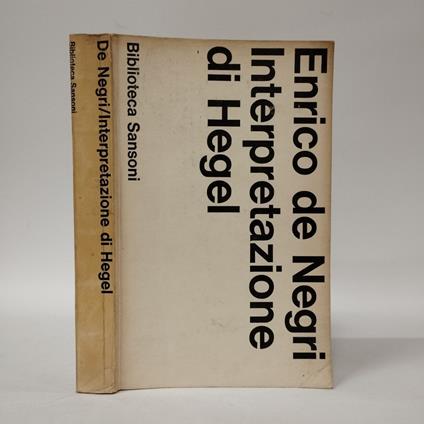 Enrico de Negri
Interpretazione
di Hegel
Biblioteca Sansoni
De Negri/Interpretazione di Hegel
Biblioteca Sansoni